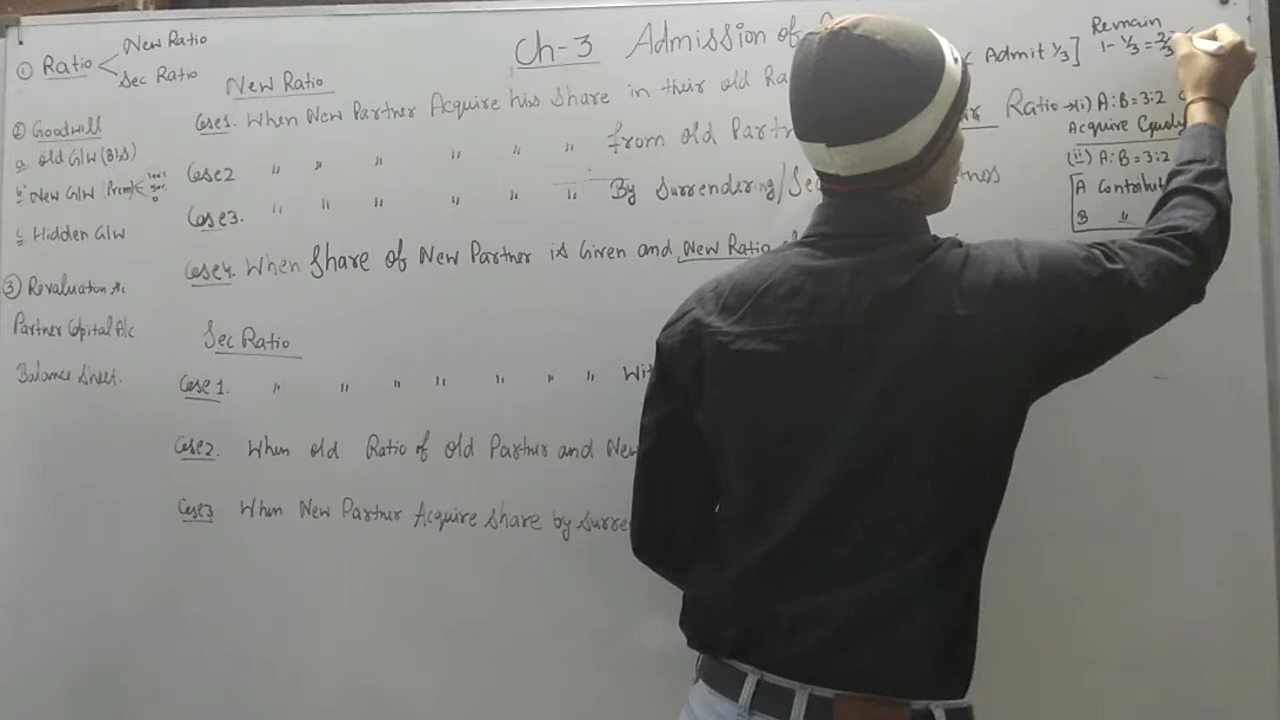 ① Ratio
New Ratio
Sec Ratio
② Goodwill
a. old G/W (B/S)
b. New G/W (Prem)
c. Hidden G/W
③ Revaluation A/c
Partner Capital A/c
Balance Sheet.
Ch-3 Admission of
New Ratio
Case1. When New Partner Acquire his share in their old Ra
Case2 " " " " " " from old Partn
Case3. " " " " " " By Surrendering/
Case4. When Share of New Partner is Given and New Ratio
Sec Ratio
Case 1. " " " " " " " Wit
Case2. When old Ratio of old Partner and New
Case3 When New Partner Acquire share by surre
Admit 1/3]
Remain
1 - 1/3 = 2/3
Ratio → (i) A:B = 3:2
Acquire Equaly
(ii) A:B = 3:2
A Contribut
B "